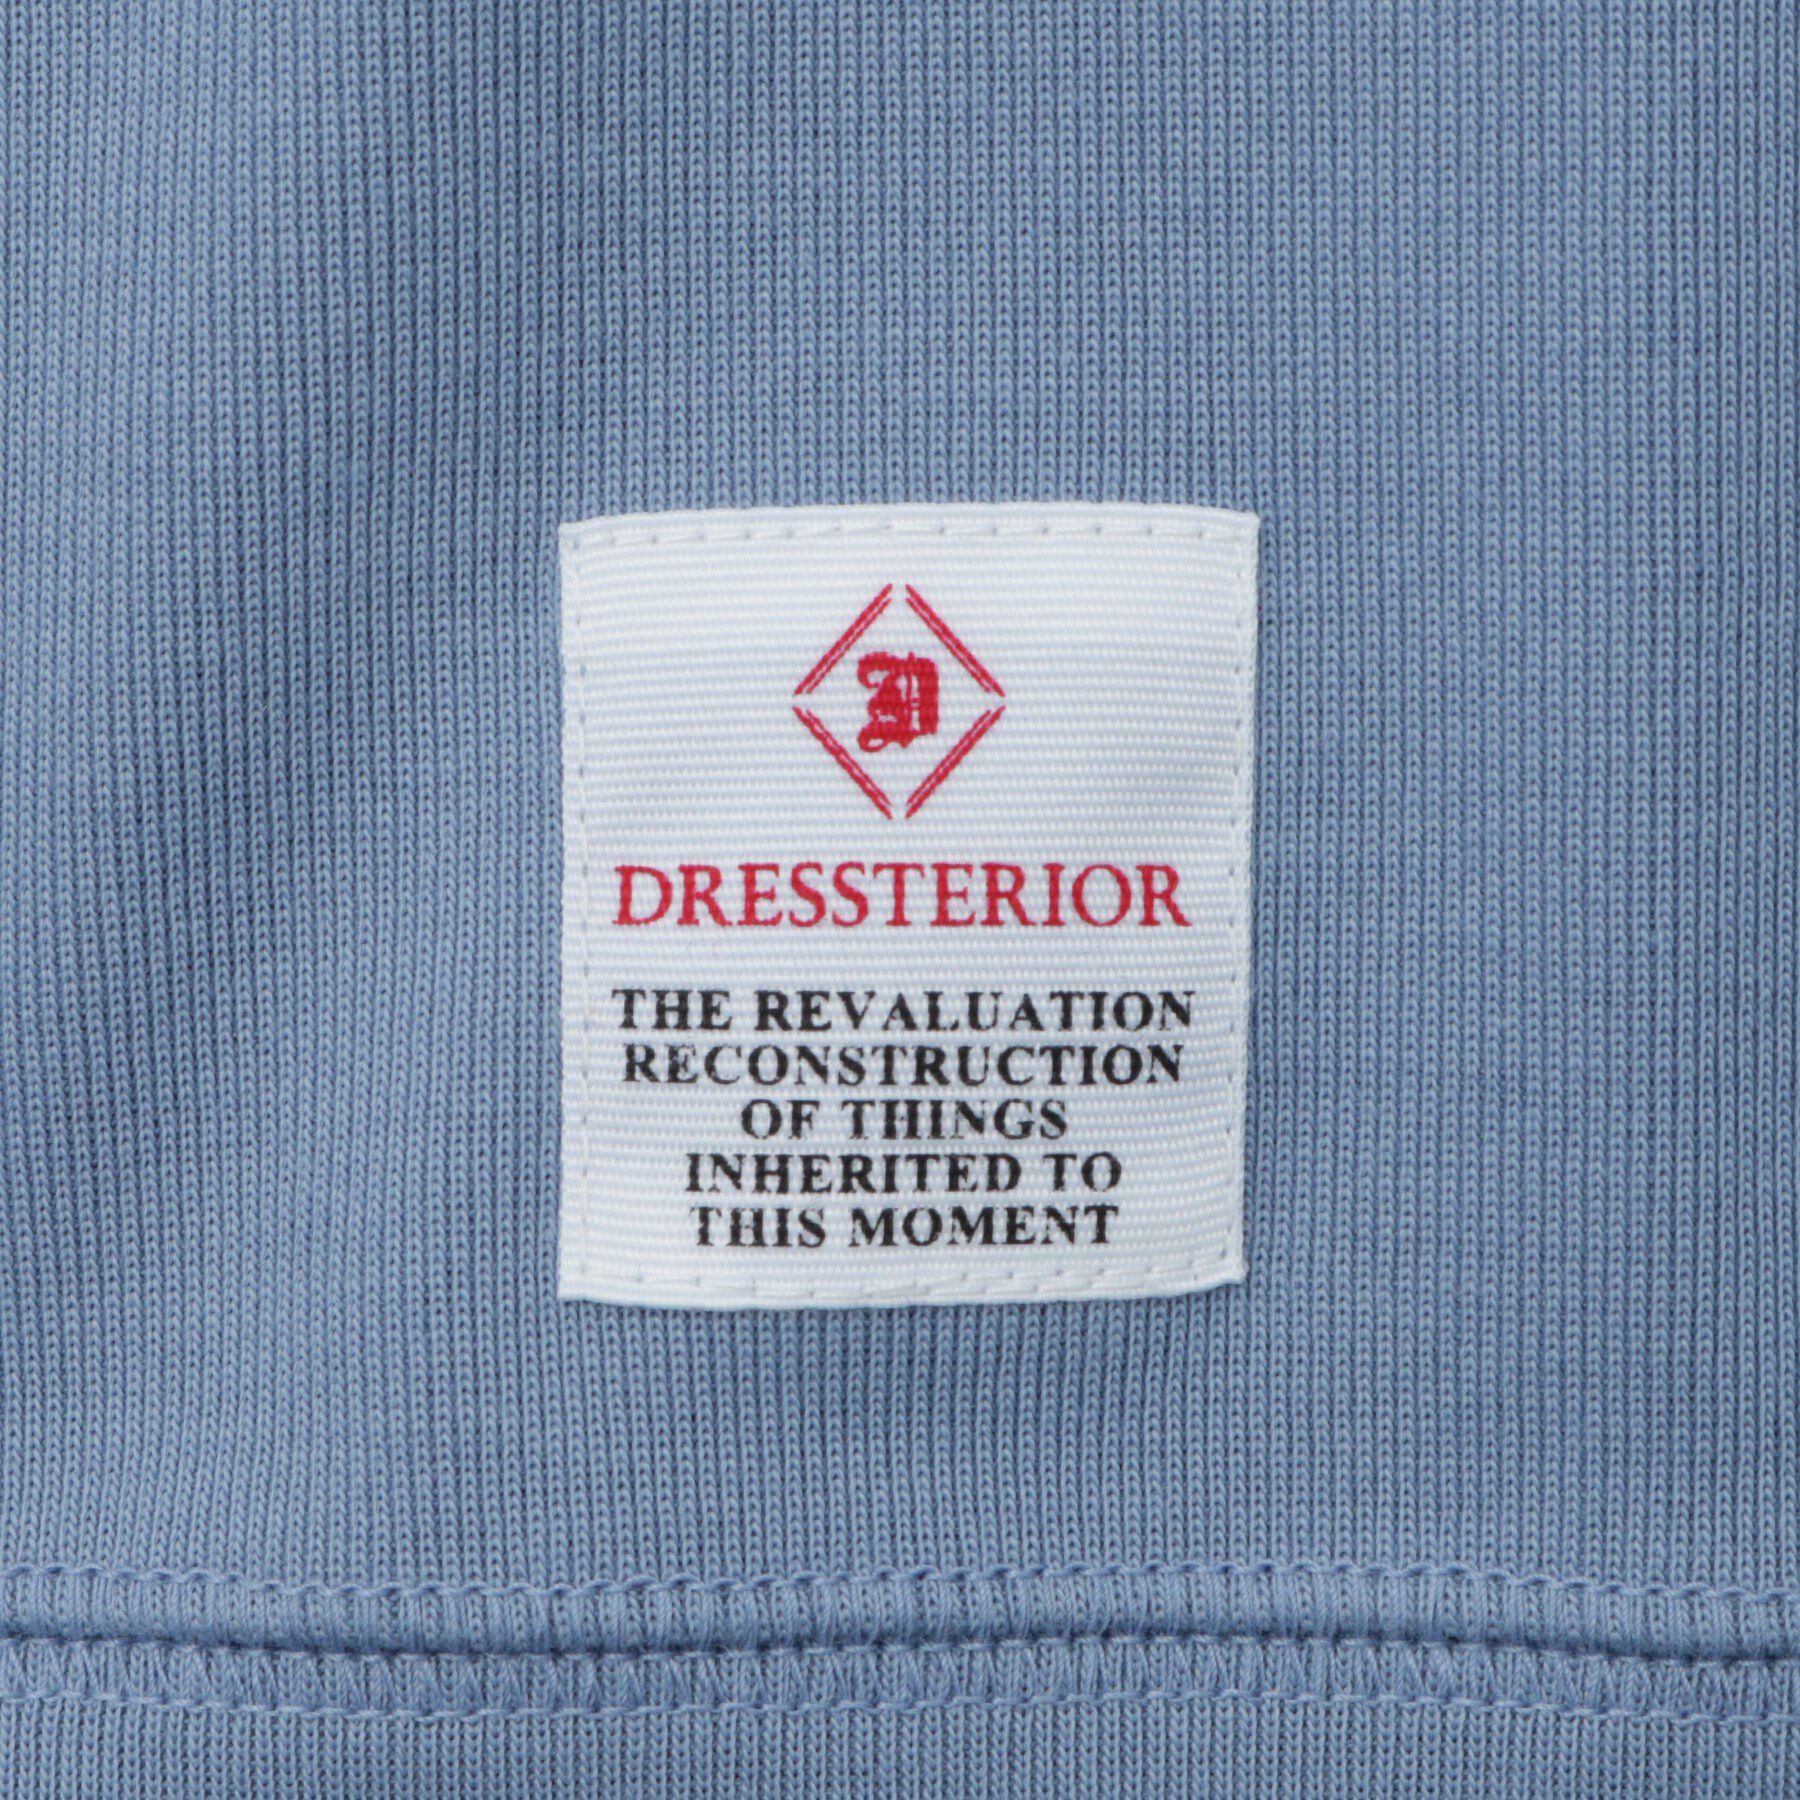 D
DRESSTERIOR
THE REVALUATION
RECONSTRUCTION
OF THINGS
INHERITED TO
THIS MOMENT